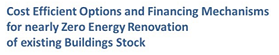 Cost Efficient Options and Financing Mechanisms
for nearly Zero Energy Renovation
of existing Buildings Stock